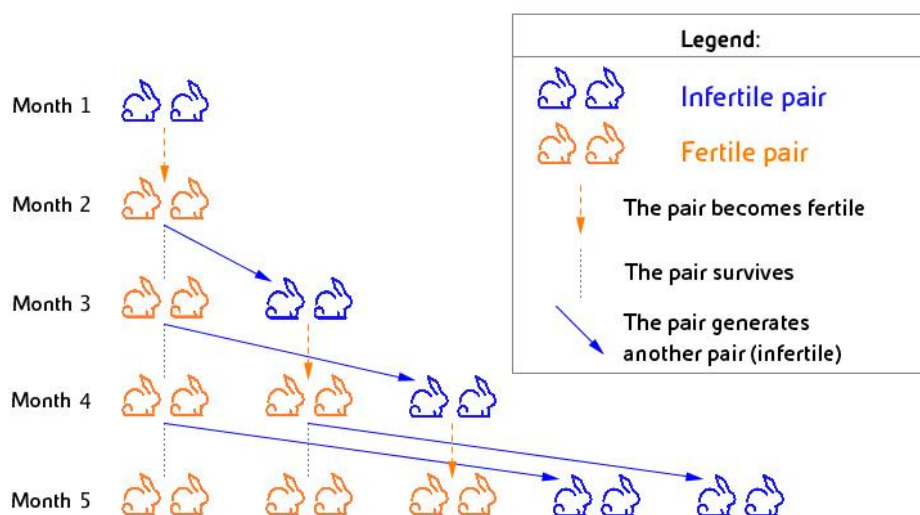 Legend:
Month 1
Infertile pair
Fertile pair
Month 2
The pair becomes fertile
The pair survives
Month 3
The pair generates
another pair (infertile)
Month 4
Month 5